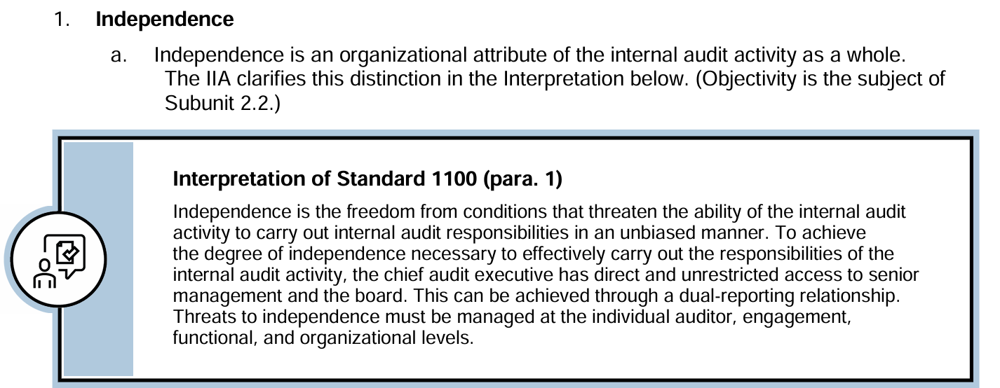 1. Independence
a. Independence is an organizational attribute of the internal audit activity as a whole.
The IIA clarifies this distinction in the Interpretation below. (Objectivity is the subject of
Subunit 2.2.)
Interpretation of Standard 1100 (para. 1)
Independence is the freedom from conditions that threaten the ability of the internal audit
activity to carry out internal audit responsibilities in an unbiased manner. To achieve
the degree of independence necessary to effectively carry out the responsibilities of the
internal audit activity, the chief audit executive has direct and unrestricted access to senior
management and the board. This can be achieved through a dual-reporting relationship.
Threats to independence must be managed at the individual auditor, engagement,
functional, and organizational levels.